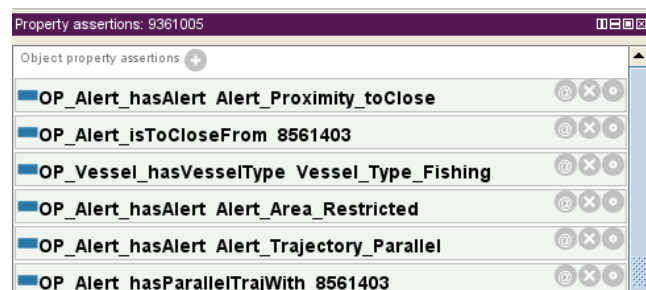 Property assertions: 9361005
Object property assertions
OP_Alert_hasAlert Alert_Proximity_toClose
OP_Alert_isToCloseFrom 8561403
OP_Vessel_hasVesselType Vessel_Type_Fishing
OP_Alert_hasAlert Alert_Area_Restricted
OP_Alert_hasAlert Alert_Trajectory_Parallel
OP_Alert_hasParallelTrajWith 8561403